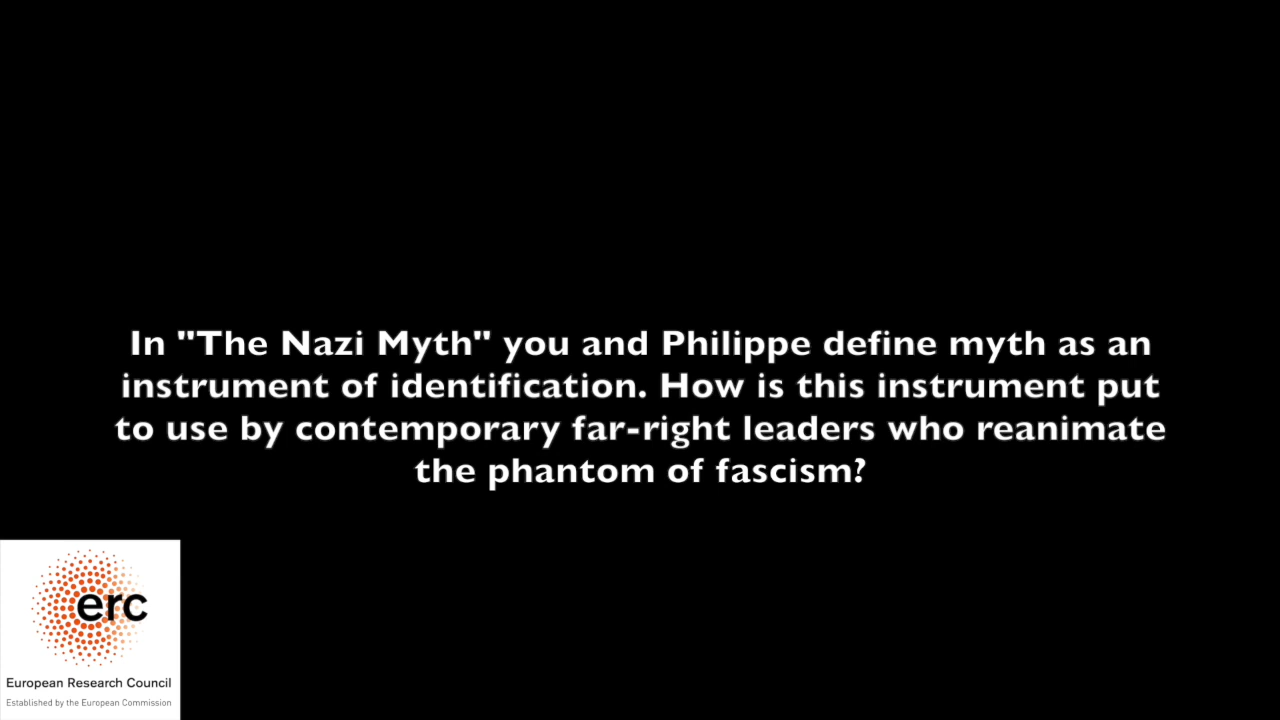 In "The Nazi Myth" you and Philippe define myth as an
instrument of identification. How is this instrument put
to use by contemporary far-right leaders who reanimate
the phantom of fascism?
erc
European Research Council
Established by the European Commission